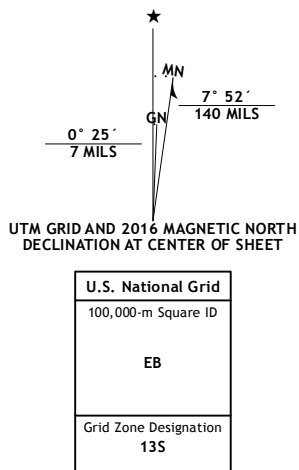 MN
GN
7° 52´
140 MILS
0° 25´
7 MILS
UTM GRID AND 2016 MAGNETIC NORTH
DECLINATION AT CENTER OF SHEET
U.S. National Grid
100,000-m Square ID
EB
Grid Zone Designation
13S